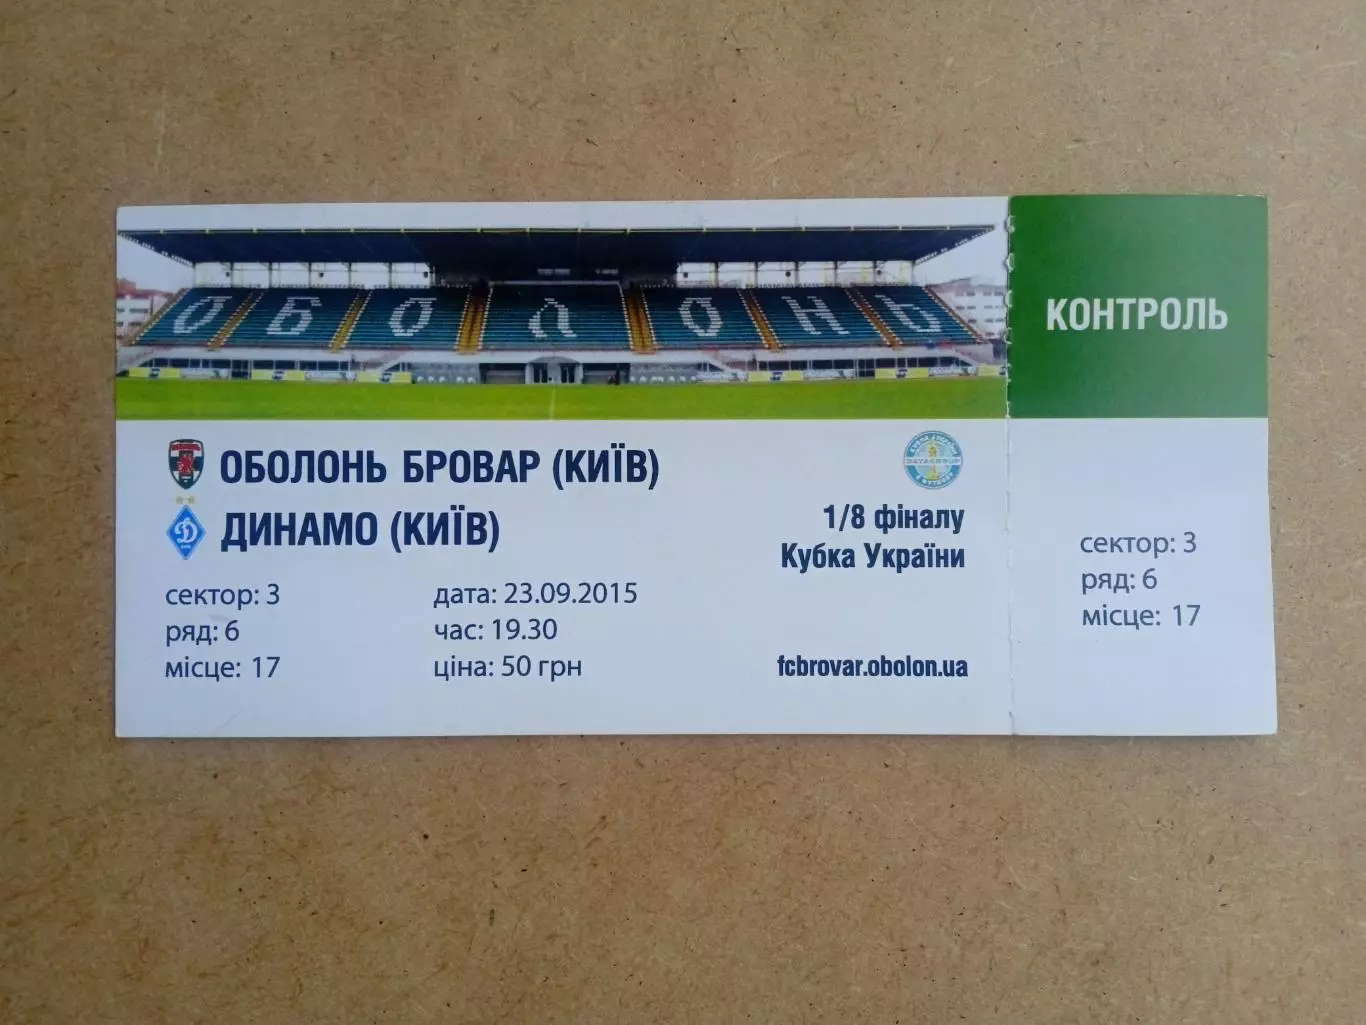 ОБОЛОНЬ
КОНТРОЛЬ
ОБОЛОНЬ БРОВАР (КИЇВ)
ДИНАМО (КИЇВ)
DATAGROUP
1/8 фіналу
Кубка України
сектор: 3
ряд: 6
місце: 17
дата: 23.09.2015
час: 19.30
ціна: 50 грн
fcbrovar.obolon.ua
сектор: 3
ряд: 6
місце: 17